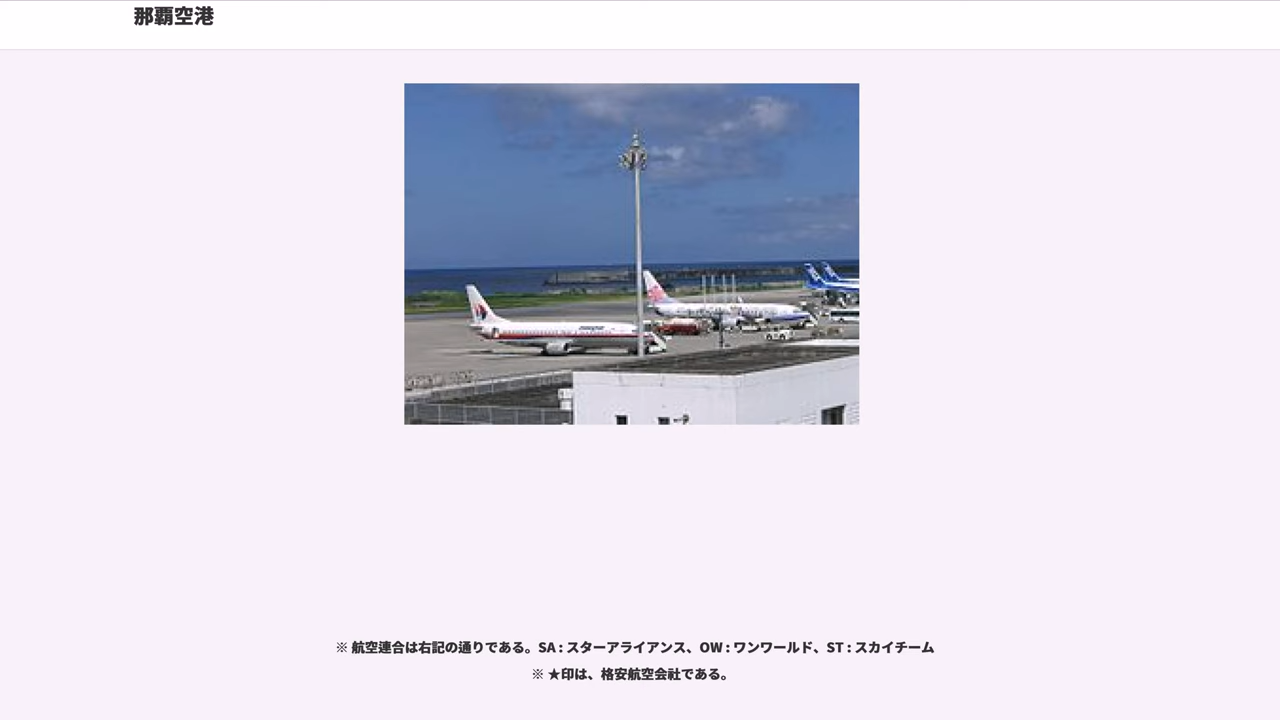 那覇空港
※ 航空連合は右記の通りである。SA : スターアライアンス、OW : ワンワールド、ST : スカイチーム
※ ★印は、格安航空会社である。